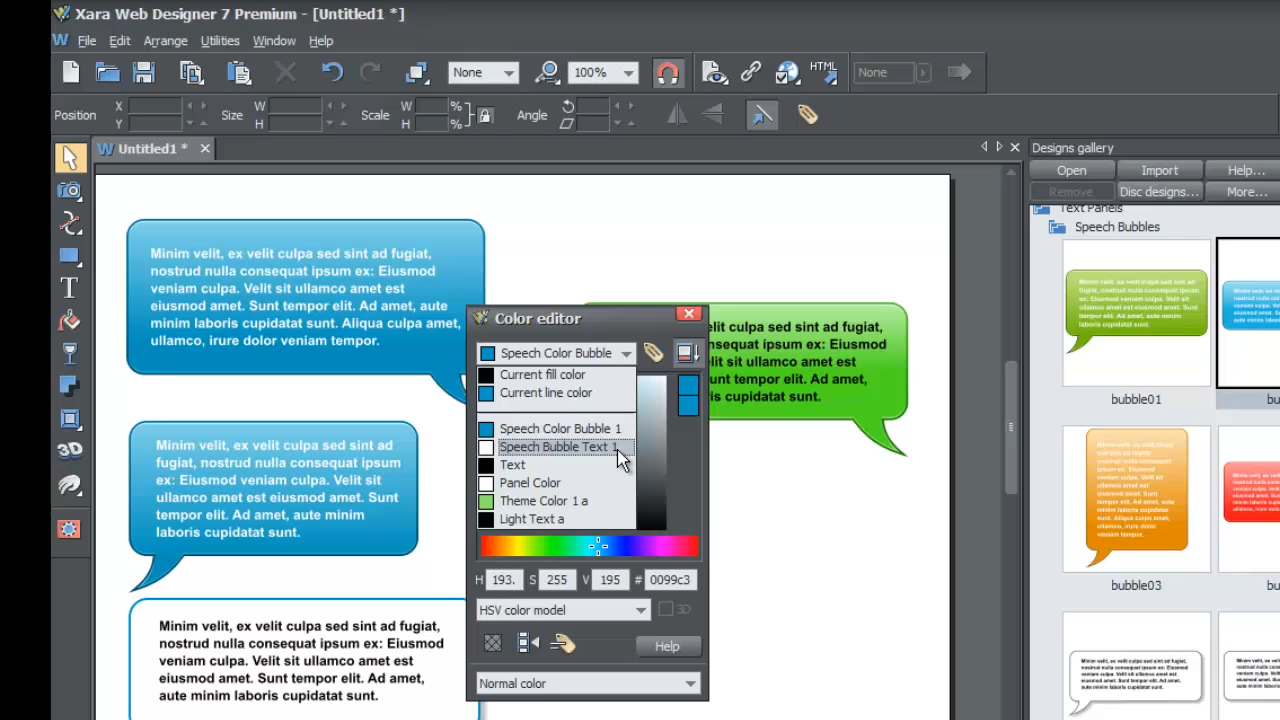 Xara Web Designer 7 Premium - [Untitled1 *]
File Edit Arrange Utilities Window Help
None 100% HTML None
Position X Y Size W H Scale W % H % Angle
Untitled1 *
Designs gallery
Open Import Help...
Remove Disc designs... More...
Text Panels
Speech Bubbles
bubble01
bubble03
Minim velit, ex velit culpa sed sint ad fugiat,
nostrud nulla consequat ipsum ex: Eiusmod
veniam culpa. Velit sit ullamco amet est
eiusmod amet. Sunt tempor elit. Ad amet, aute
minim laboris cupidatat sunt. Aliqua culpa amet,
ullamco, irure dolor veniam tempor.
Minim velit, ex velit culpa sed sint ad
fugiat, nostrud nulla consequat ipsum
ex: Eiusmod veniam culpa. Velit sit
ullamco amet est eiusmod amet. Sunt
tempor elit. Ad amet, aute minim
laboris cupidatat sunt.
Minim velit, ex velit culpa sed sint ad fugiat,
nostrud nulla consequat ipsum ex: Eiusmod
veniam culpa. Velit sit ullamco amet est
eiusmod amet. Sunt tempor elit. Ad amet,
aute minim laboris cupidatat sunt.
elit culpa sed sint ad fugiat,
ulla consequat ipsum ex: Eiusmod
elit sit ullamco amet est
unt tempor elit. Ad amet,
is cupidatat sunt.
Color Editor
Speech Color Bubble
Current fill color
Current line color
Speech Color Bubble 1
Speech Bubble Text 1
Text
Panel Color
Theme Color 1 a
Light Text a
H 193. S 255 V 195 # 0099c3
HSV color model 3D
Help
Normal color